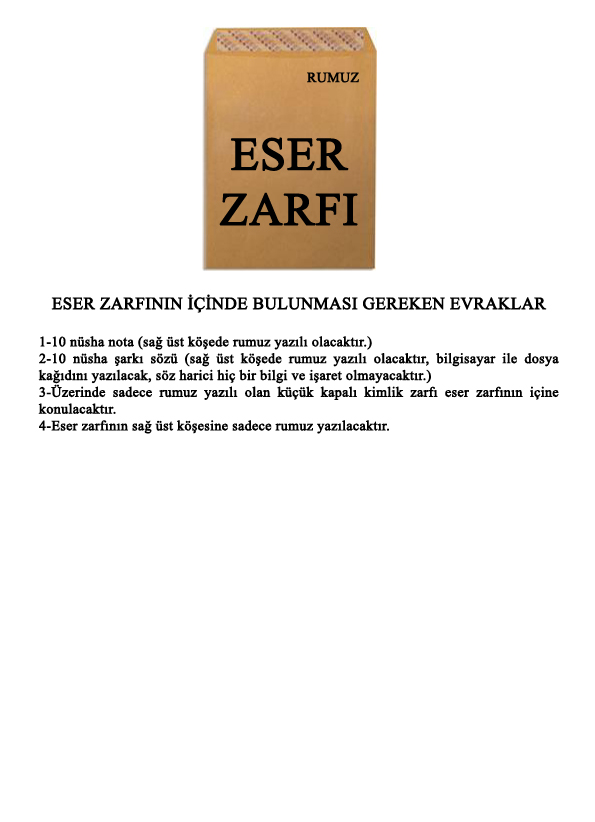 RUMUZ
ESER
ZARFI
ESER ZARFININ İÇİNDE BULUNMASI GEREKEN EVRAKLAR
1-10 nüsha nota (sağ üst köşede rumuz yazılı olacaktır.)
2-10 nüsha şarkı sözü (sağ üst köşede rumuz yazılı olacaktır, bilgisayar ile dosya
kağıdını yazılacak, söz harici hiç bir bilgi ve işaret olmayacaktır.)
3-Üzerinde sadece rumuz yazılı olan küçük kapalı kimlik zarfı eser zarfının içine
konulacaktır.
4-Eser zarfının sağ üst köşesine sadece rumuz yazılacaktır.